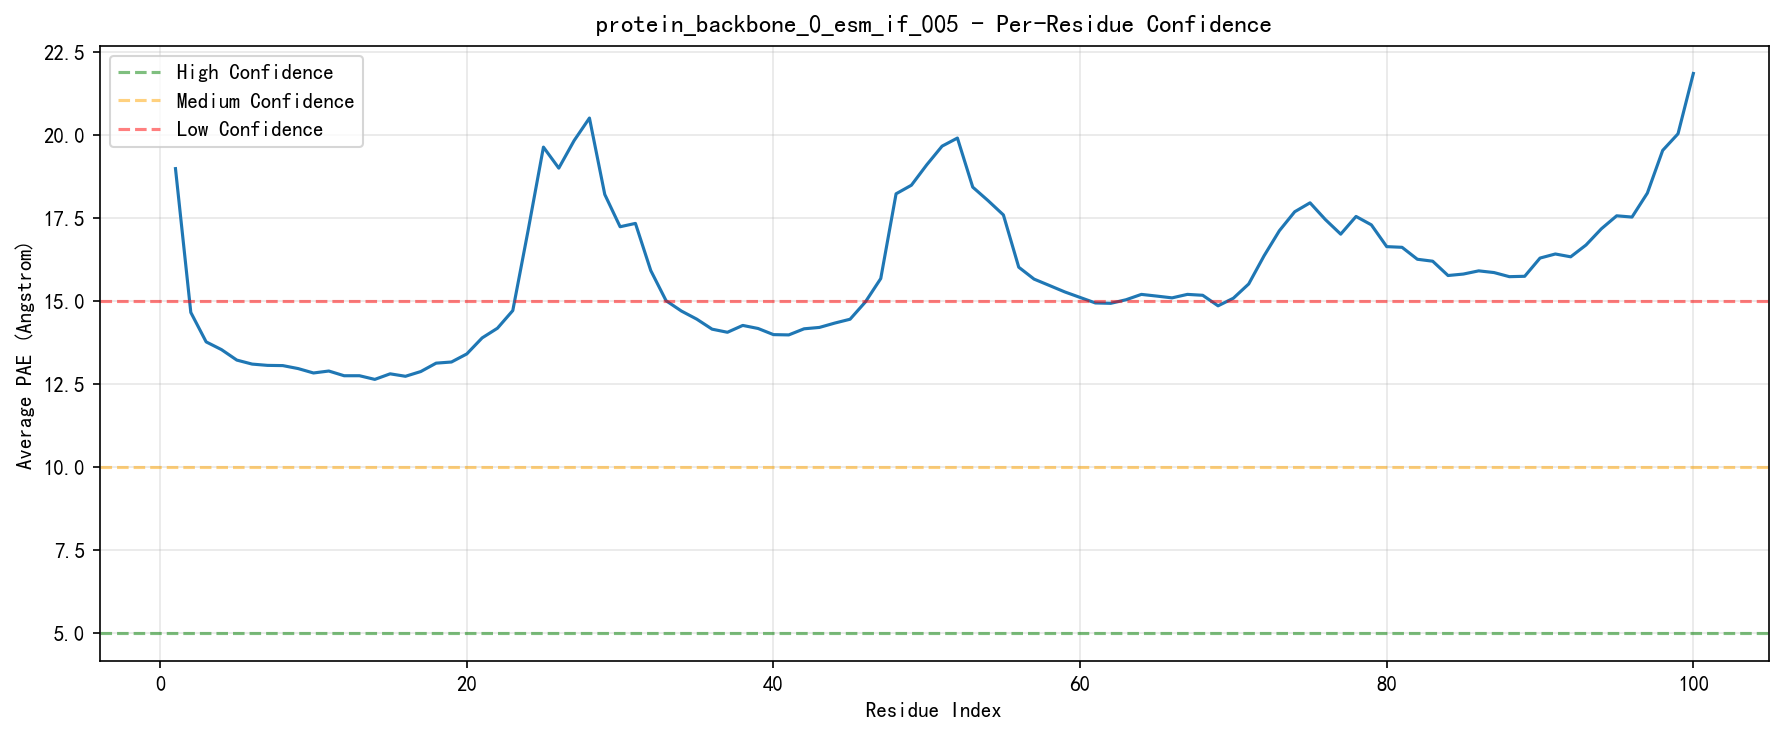 protein_backbone_0_esm_if_005 - Per-Residue Confidence
22.5
20.0
17.5
15.0
12.5
10.0
7.5
5.0
Average PAE (Angstrom)
High Confidence
Medium Confidence
Low Confidence
0
20
40
60
80
100
Residue Index